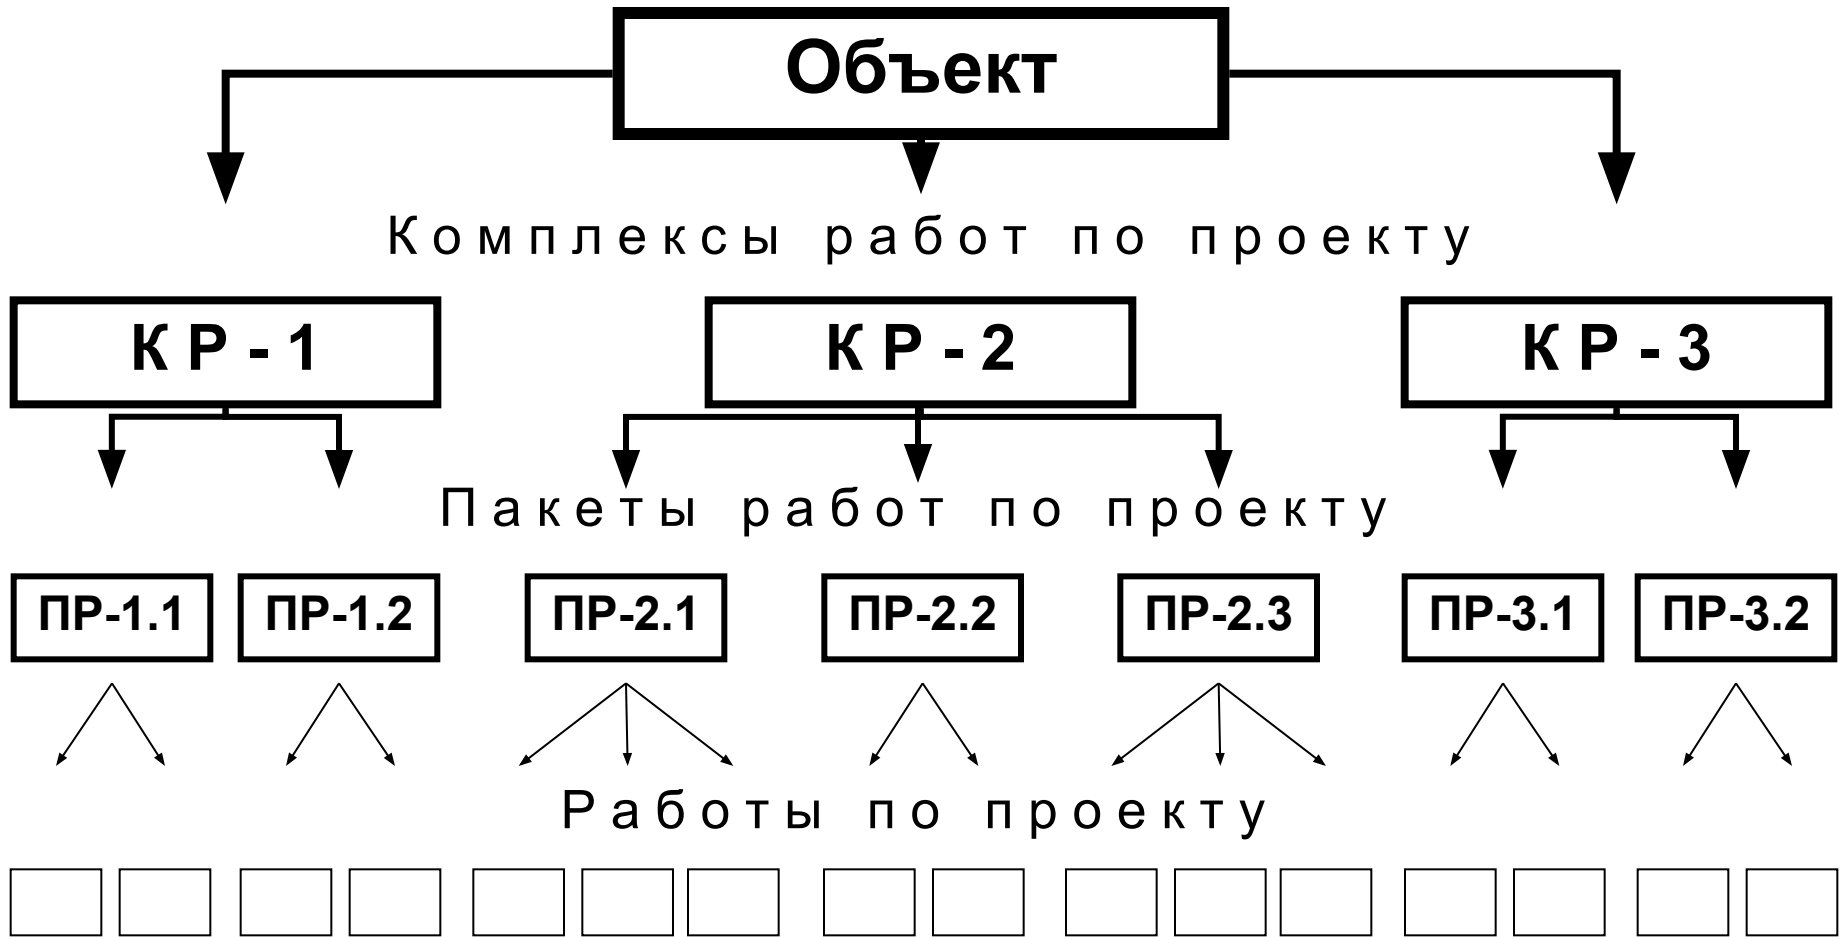 Объект
Комплексы работ по проекту
КР-1 КР-2 КР-3
Пакеты работ по проекту
ПР-1.1 ПР-1.2 ПР-2.1 ПР-2.2 ПР-2.3 ПР-3.1 ПР-3.2
Работы по проекту